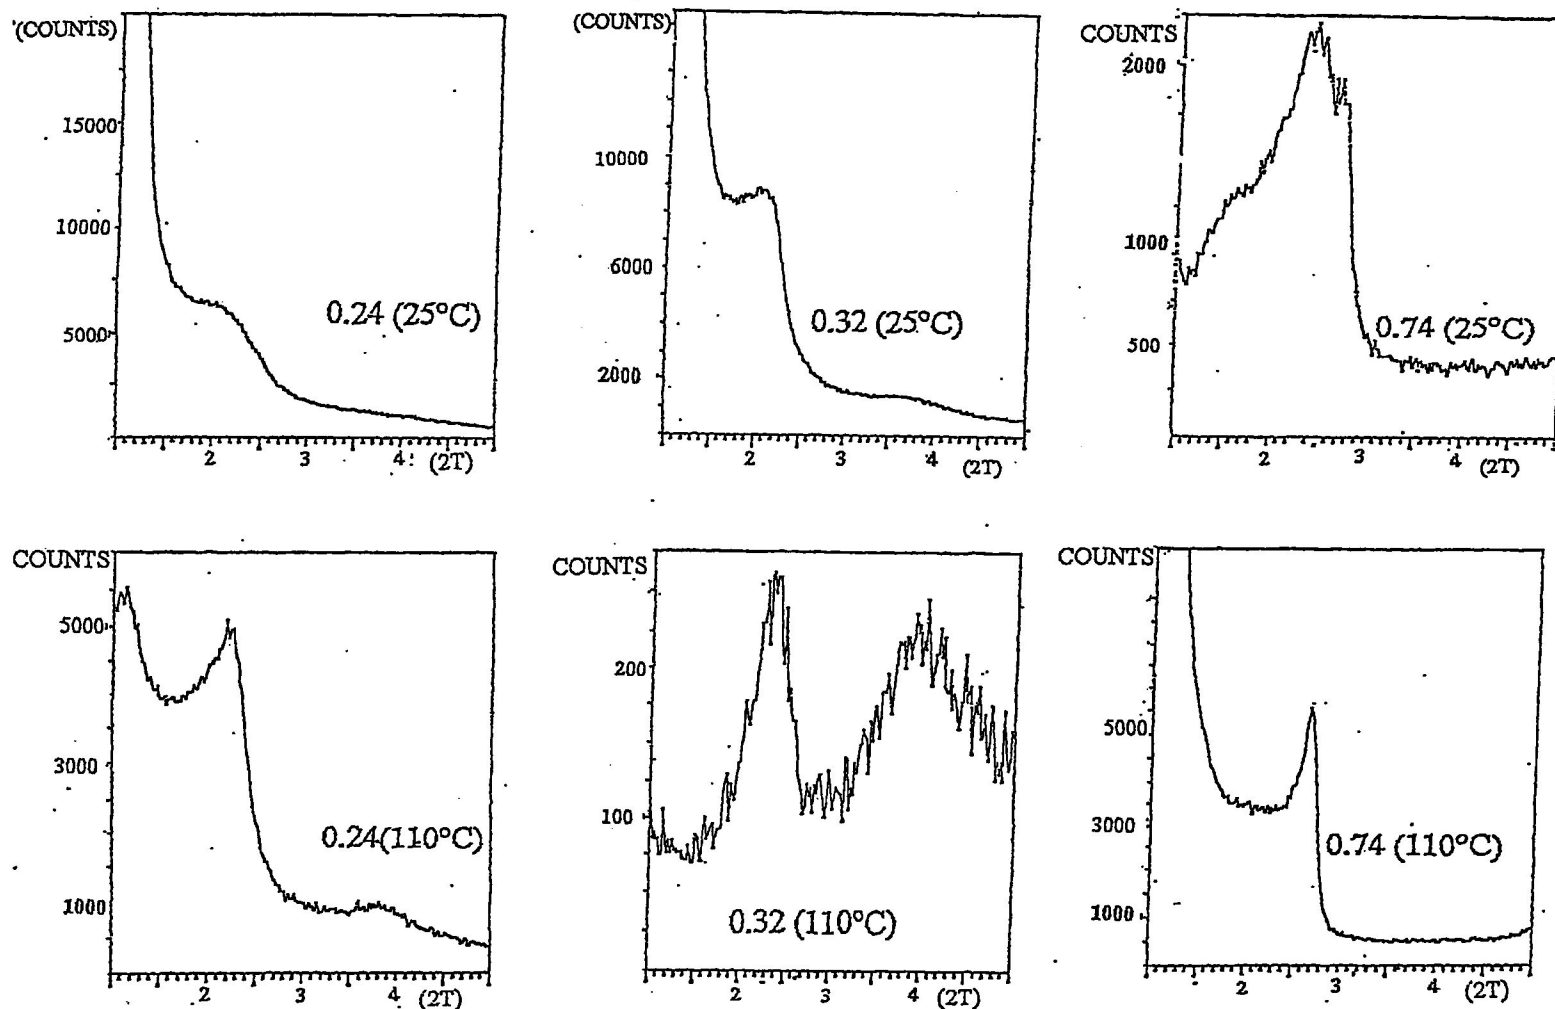 (COUNTS)
15000
10000
5000
0.24 (25°C)
2
3
4
(2T)
(COUNTS)
10000
6000
2000
0.32 (25°C)
2
3
4
(2T)
COUNTS
2000
1000
500
0.74 (25°C)
2
3
4
(2T)
COUNTS
5000
3000
1000
0.24(110°C)
2
3
4
(2T)
COUNTS
200
100
0.32 (110°C)
2
3
4
(2T)
COUNTS
5000
3000
1000
0.74 (110°C)
2
3
4
(2T)